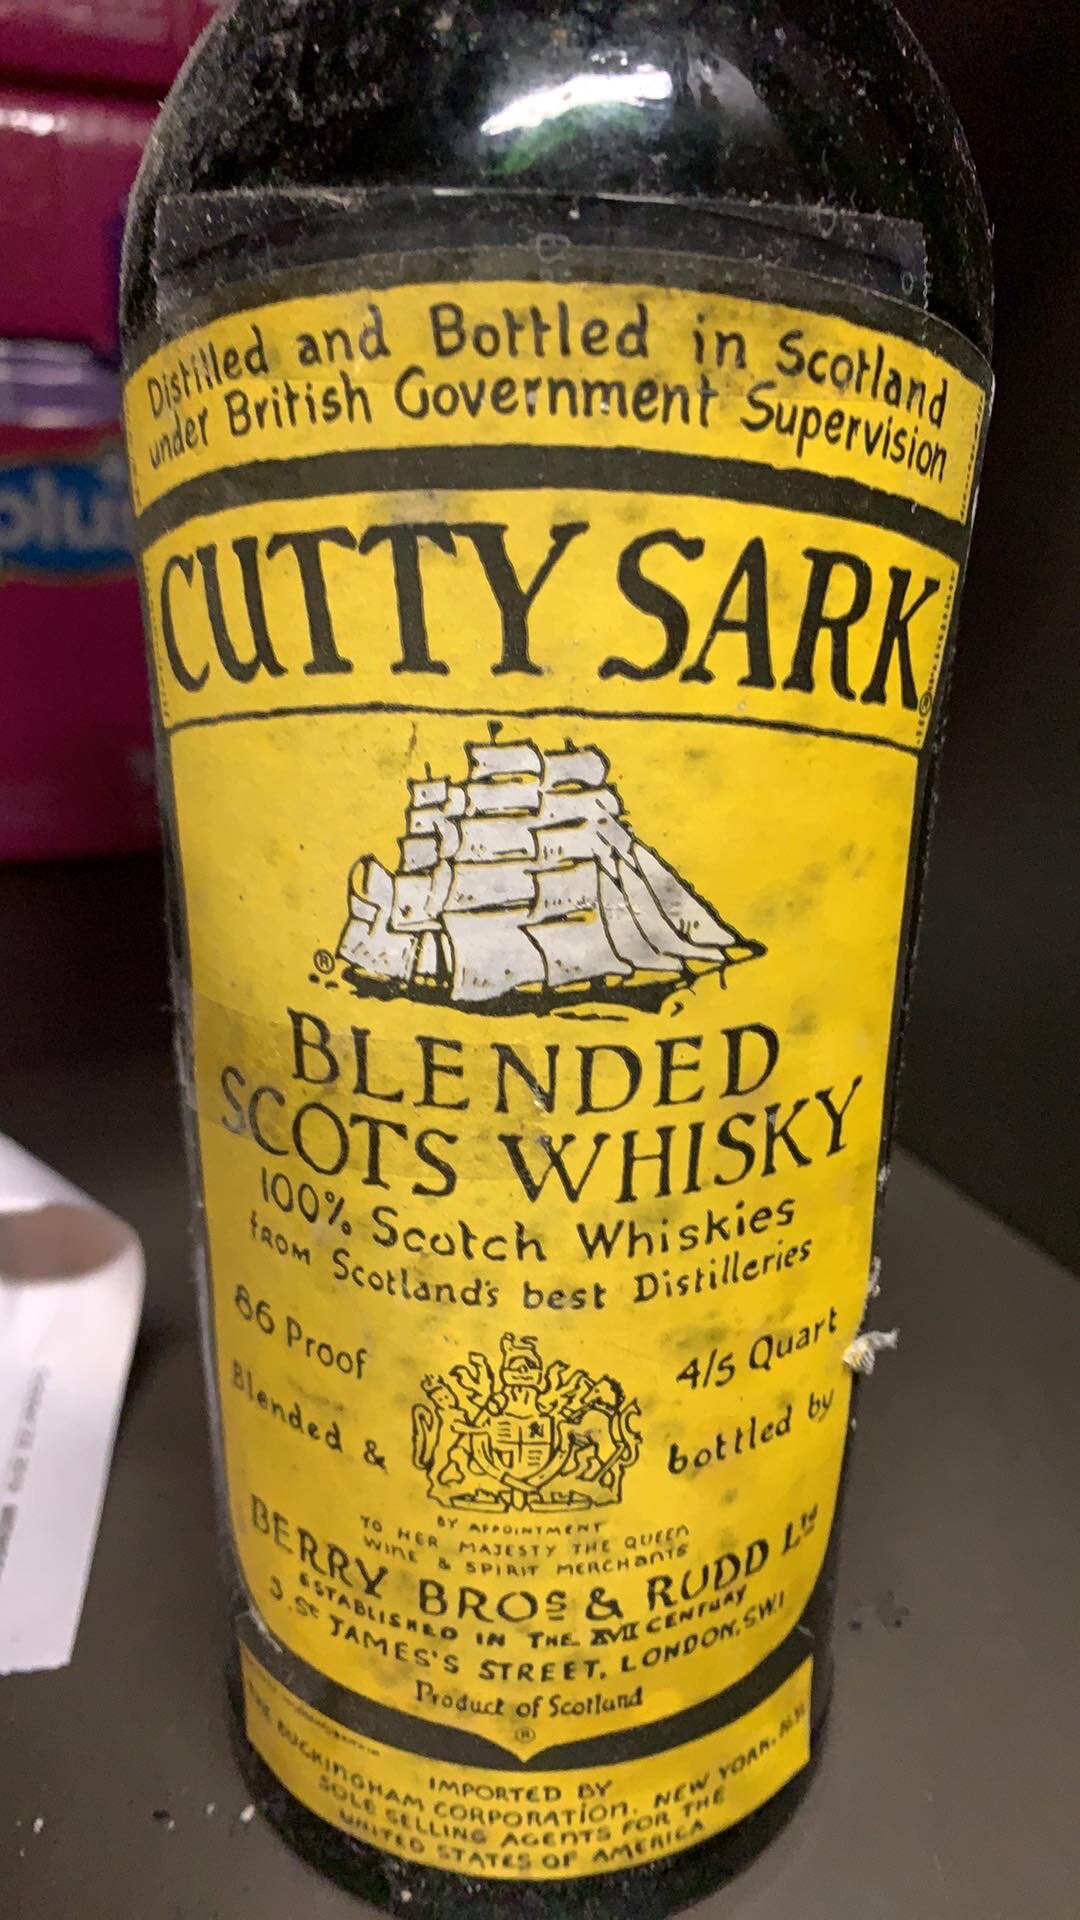 Distilled and Bottled in Scotland
under British Government Supervision
CUTTY SARK
®
®
BLENDED
SCOTS WHISKY
100% Scotch Whiskies
FROM Scotland's best Distilleries
86 Proof
4/5 Quart
Blended &
bottled by
BY APPOINTMENT
TO HER MAJESTY THE QUEEN
WINE & SPIRIT MERCHANTS
BERRY BROS & RUDD Ltd
ESTABLISHED IN THE XVII CENTURY
3. St JAMES'S STREET, LONDON, S.W.1
Product of Scotland
®
IMPORTED BY
BUCKINGHAM CORPORATION, NEW YORK, N.Y.
SOLE SELLING AGENTS FOR THE
UNITED STATES OF AMERICA
plu